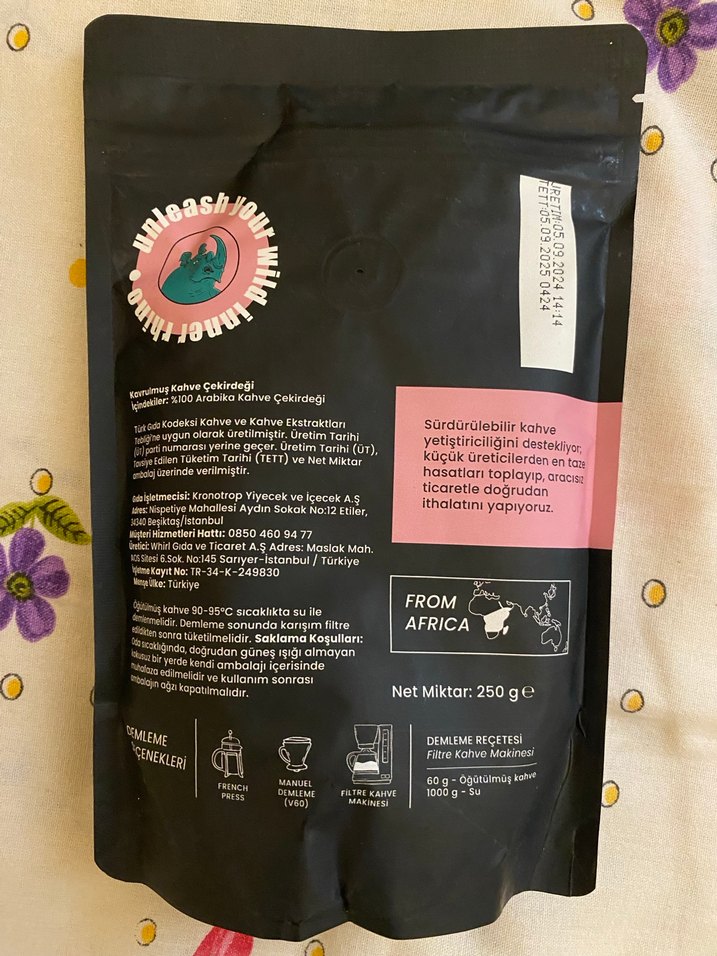 unleash your wild inner rhino
ÜRETİM:05.09.2024 14:14
TETT:05.09.2025 0424
Kavrulmuş Kahve Çekirdeği
İçindekiler: %100 Arabika Kahve Çekirdeği
Türk Gıda Kodeksi Kahve ve Kahve Ekstraktları
Tebliği'ne uygun olarak üretilmiştir. Üretim Tarihi
(ÜT) parti numarası yerine geçer. Üretim Tarihi (ÜT),
Tavsiye Edilen Tüketim Tarihi (TETT) ve Net Miktar
ambalaj üzerinde verilmiştir.
Gıda İşletmecisi: Kronotrop Yiyecek ve İçecek A.Ş
Adres: Nispetiye Mahallesi Aydın Sokak No:12 Etiler,
34340 Beşiktaş/İstanbul
Müşteri Hizmetleri Hattı: 0850 460 94 77
Üretici: Whirl Gıda ve Ticaret A.Ş Adres: Maslak Mah.
AOS Sitesi 6.Sok. No:145 Sarıyer-İstanbul / Türkiye
İşletme Kayıt No: TR-34-K-249830
Menşe Ülke: Türkiye
Öğütülmüş kahve 90-95°C sıcaklıkta su ile
demlenmelidir. Demleme sonunda karışım filtre
edildikten sonra tüketilmelidir. Saklama Koşulları:
Oda sıcaklığında, doğrudan güneş ışığı almayan
kokusuz bir yerde kendi ambalajı içerisinde
muhafaza edilmelidir ve kullanım sonrası
ambalajın ağzı kapatılmalıdır.
Sürdürülebilir kahve
yetiştiriciliğini destekliyor;
küçük üreticilerden en taze
hasatları toplayıp, aracısız
ticaretle doğrudan
ithalatını yapıyoruz.
FROM
AFRICA
Net Miktar: 250 g e
DEMLEME
SEÇENEKLERİ
FRENCH
PRESS
MANUEL
DEMLEME
(V60)
FİLTRE KAHVE
MAKİNESİ
DEMLEME REÇETESİ
Filtre Kahve Makinesi
60 g - Öğütülmüş kahve
1000 g - Su